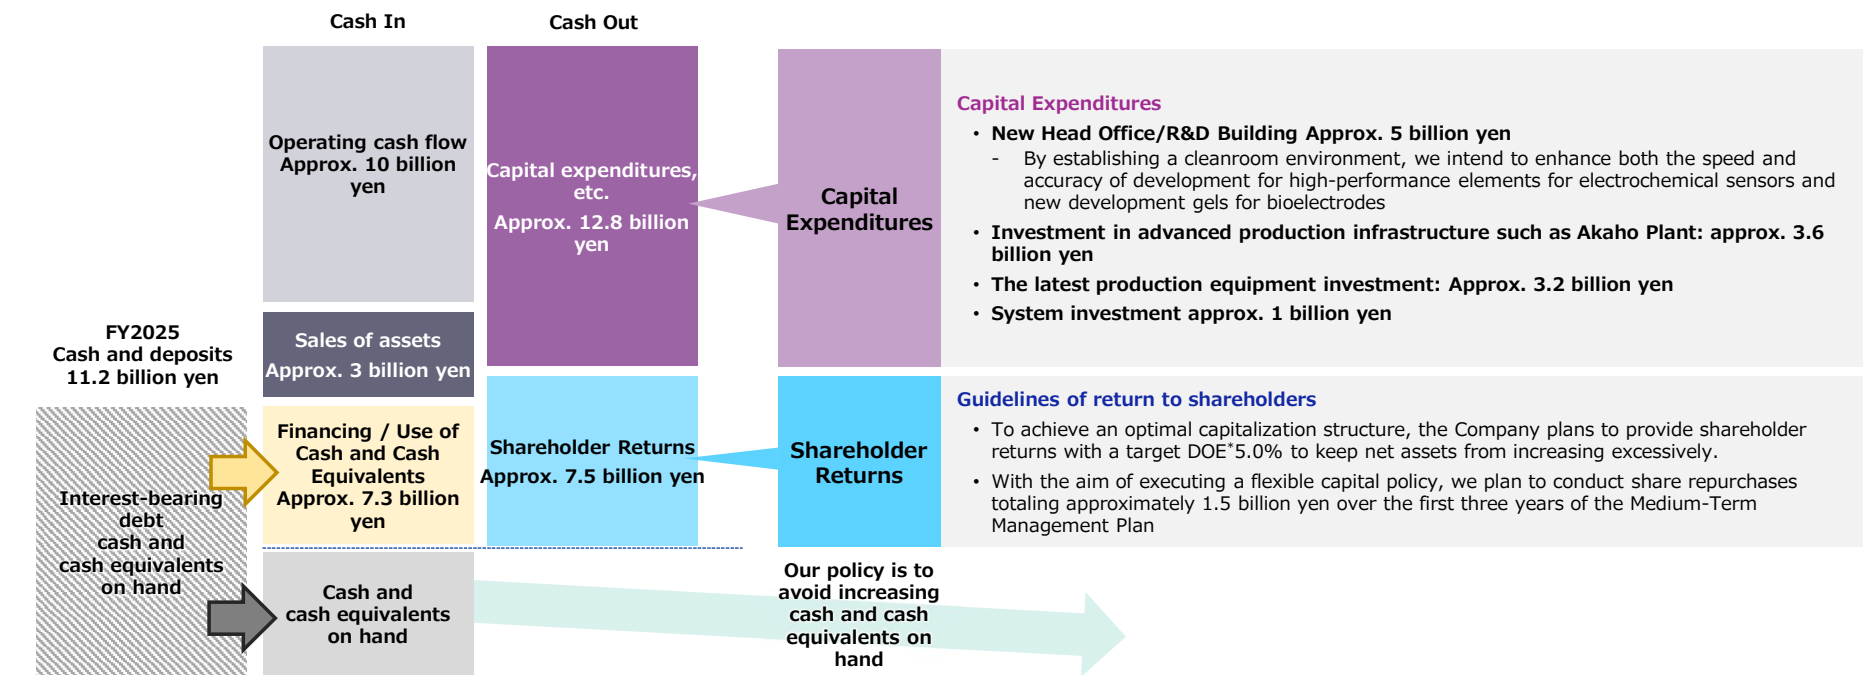 Cash In
Cash Out
Operating cash flow
Approx. 10 billion
yen
Sales of assets
Approx. 3 billion yen
FY2025
Cash and deposits
11.2 billion yen
Interest-bearing
debt
cash and
cash equivalents
on hand
Financing / Use of
Cash and Cash
Equivalents
Approx. 7.3 billion
yen
Cash and
cash equivalents
on hand
Capital expenditures,
etc.
Approx. 12.8 billion
yen
Shareholder Returns
Approx. 7.5 billion yen
Capital
Expenditures
Capital Expenditures
• New Head Office/R&D Building Approx. 5 billion yen
- By establishing a cleanroom environment, we intend to enhance both the speed and
accuracy of development for high-performance elements for electrochemical sensors and
new development gels for bioelectrodes
• Investment in advanced production infrastructure such as Akaho Plant: approx. 3.6
billion yen
• The latest production equipment investment: Approx. 3.2 billion yen
• System investment approx. 1 billion yen
Shareholder
Returns
Guidelines of return to shareholders
• To achieve an optimal capitalization structure, the Company plans to provide shareholder
returns with a target DOE*5.0% to keep net assets from increasing excessively.
• With the aim of executing a flexible capital policy, we plan to conduct share repurchases
totaling approximately 1.5 billion yen over the first three years of the Medium-Term
Management Plan
Our policy is to
avoid increasing
cash and cash
equivalents on
hand